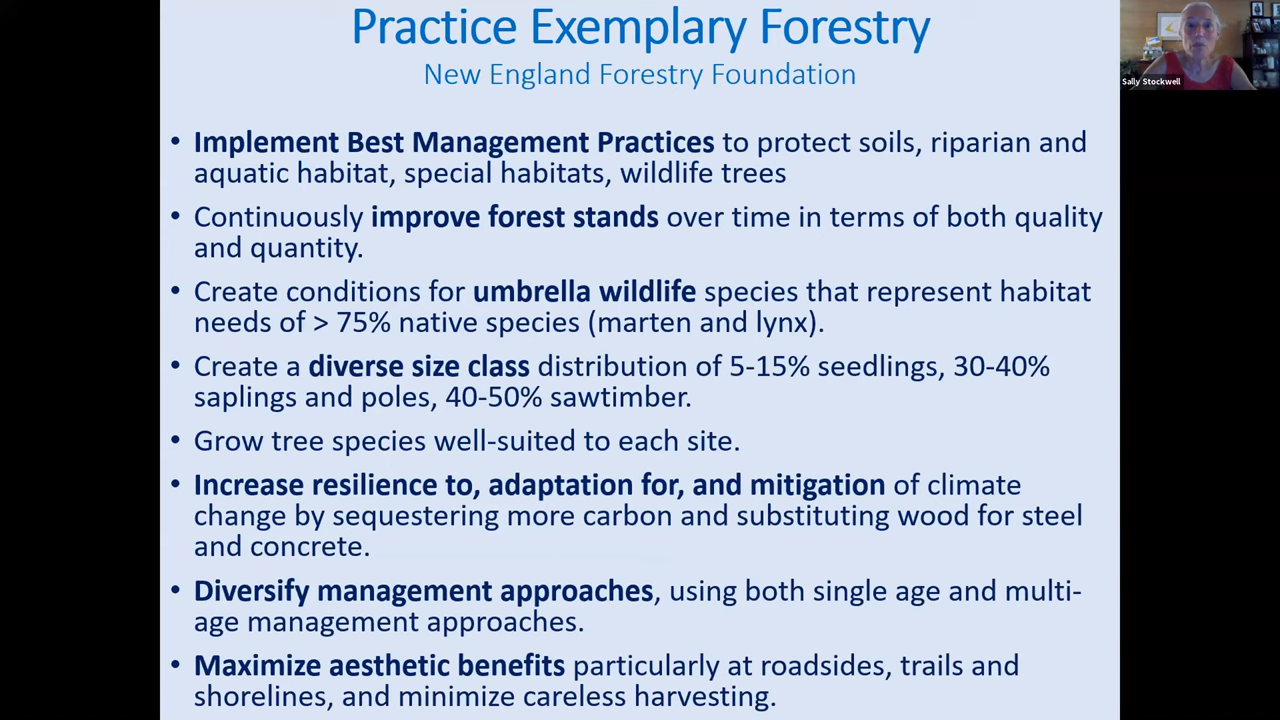 Practice Exemplary Forestry
New England Forestry Foundation
Sally Stockwell
• Implement Best Management Practices to protect soils, riparian and
aquatic habitat, special habitats, wildlife trees
• Continuously improve forest stands over time in terms of both quality
and quantity.
• Create conditions for umbrella wildlife species that represent habitat
needs of > 75% native species (marten and lynx).
• Create a diverse size class distribution of 5-15% seedlings, 30-40%
saplings and poles, 40-50% sawtimber.
• Grow tree species well-suited to each site.
• Increase resilience to, adaptation for, and mitigation of climate
change by sequestering more carbon and substituting wood for steel
and concrete.
• Diversify management approaches, using both single age and multi-
age management approaches.
• Maximize aesthetic benefits particularly at roadsides, trails and
shorelines, and minimize careless harvesting.